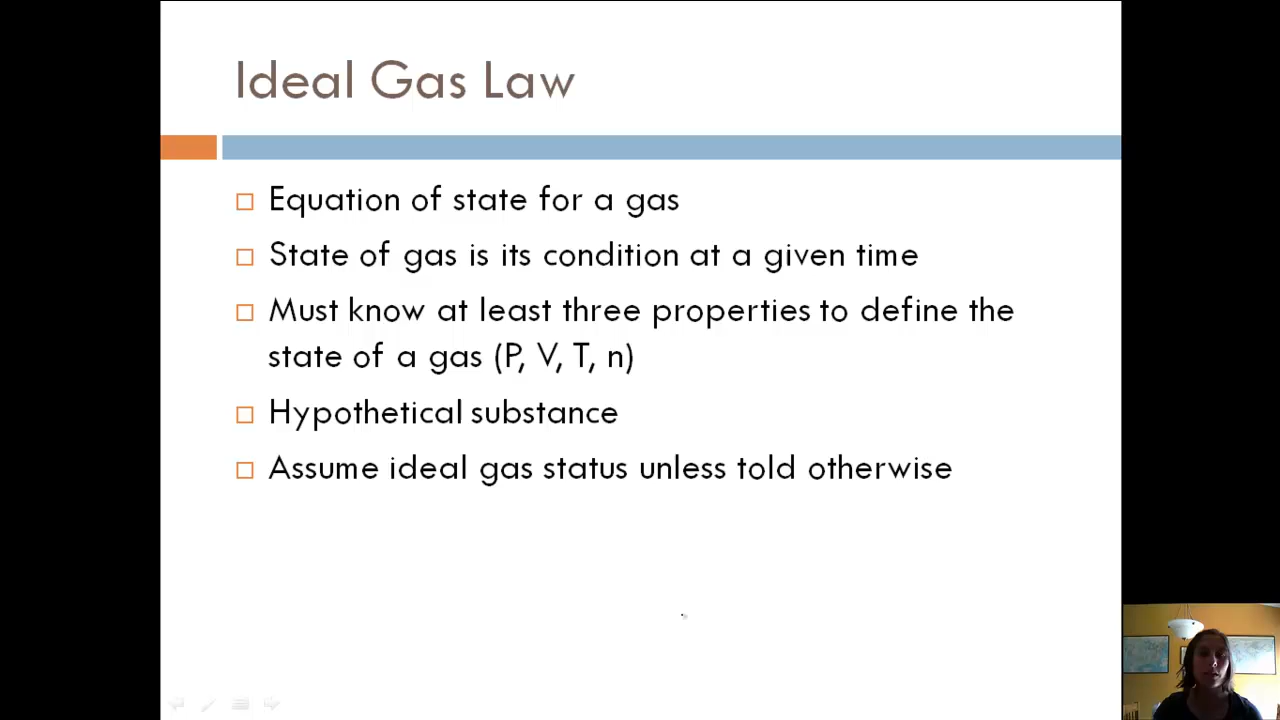 Ideal Gas Law
Equation of state for a gas
State of gas is its condition at a given time
Must know at least three properties to define the
state of a gas (P, V, T, n)
Hypothetical substance
Assume ideal gas status unless told otherwise